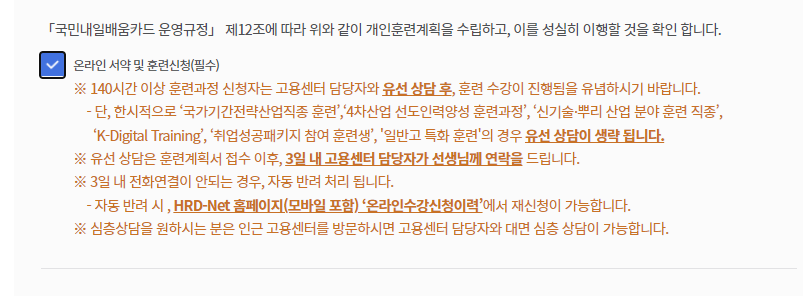 「국민내일배움카드 운영규정」 제12조에 따라 위와 같이 개인훈련계획을 수립하고, 이를 성실히 이행할 것을 확인 합니다.
온라인 서약 및 훈련신청(필수)
※ 140시간 이상 훈련과정 신청자는 고용센터 담당자와 유선 상담 후, 훈련 수강이 진행됨을 유념하시기 바랍니다.
- 단, 한시적으로 '국가기간전략산업직종 훈련','4차산업 선도인력양성 훈련과정', '신기술·뿌리 산업 분야 훈련 직종',
'K-Digital Training', '취업성공패키지 참여 훈련생', '일반고 특화 훈련'의 경우 유선 상담이 생략 됩니다.
※ 유선 상담은 훈련계획서 접수 이후, 3일 내 고용센터 담당자가 선생님께 연락을 드립니다.
※ 3일 내 전화연결이 안되는 경우, 자동 반려 처리 됩니다.
- 자동 반려 시 , HRD-Net 홈페이지(모바일 포함) '온라인수강신청이력'에서 재신청이 가능합니다.
※ 심층상담을 원하시는 분은 인근 고용센터를 방문하시면 고용센터 담당자와 대면 심층 상담이 가능합니다.